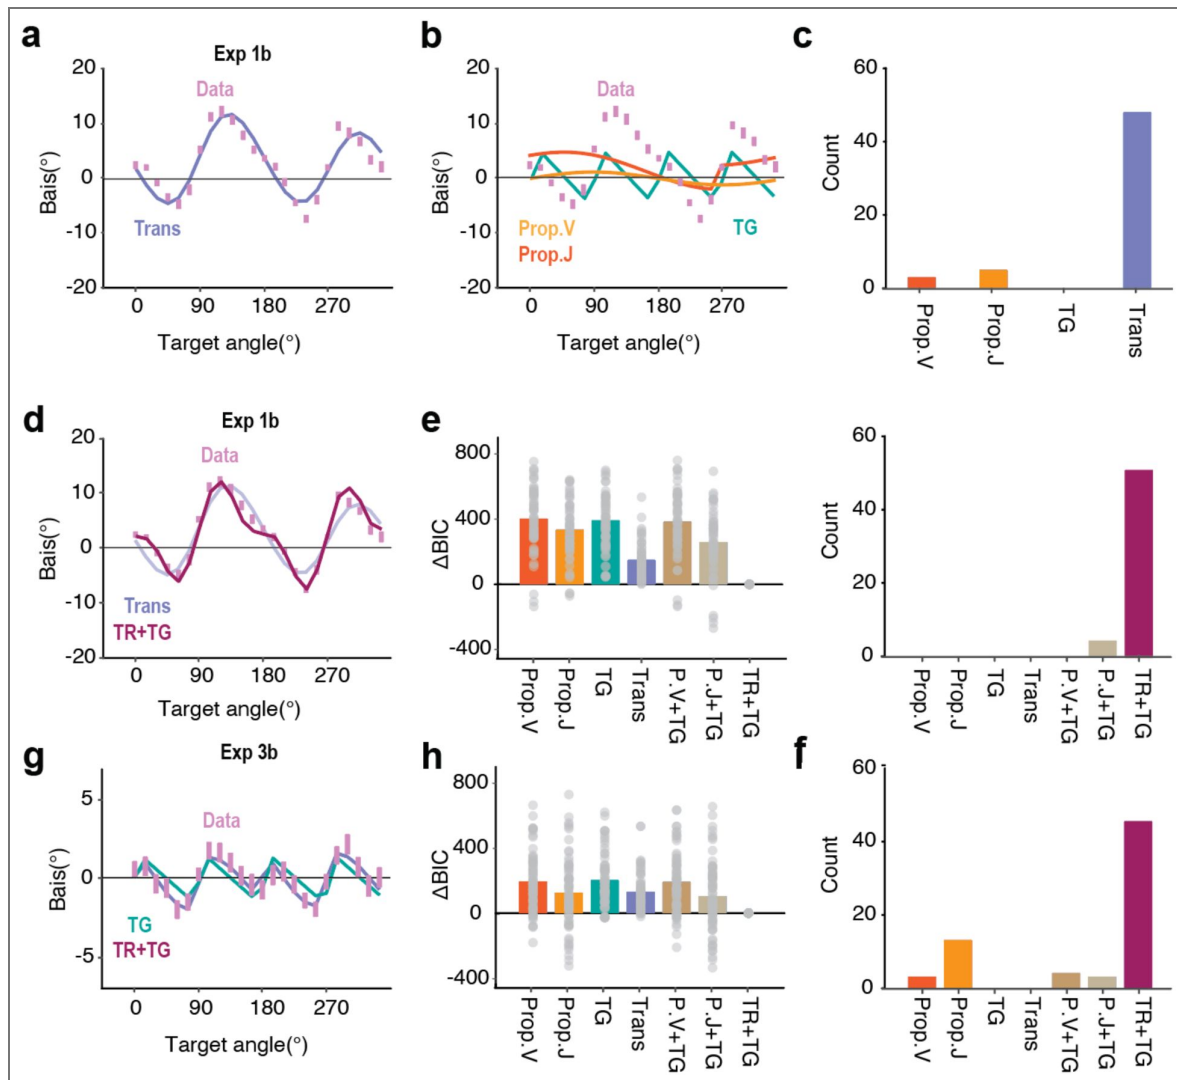 a
Exp 1b
20
10
0
-10
-20
Bais(°)
Data
Trans
0 90 180 270
Target angle(°)
b
20
10
0
-10
-20
Bais(°)
Data
Prop.V
Prop.J
TG
0 90 180 270
Target angle(°)
c
60
40
20
0
Count
Prop.V
Prop.J
TG
Trans
d
Exp 1b
20
10
0
-10
-20
Bais(°)
Data
Trans
TR+TG
0 90 180 270
Target angle(°)
e
800
400
0
-400
ΔBIC
Prop.V
Prop.J
TG
Trans
P.V+TG
P.J+TG
TR+TG
60
40
20
0
Count
Prop.V
Prop.J
TG
Trans
P.V+TG
P.J+TG
TR+TG
g
Exp 3b
5
0
-5
Bais(°)
Data
TG
TR+TG
0 90 180 270
Target angle(°)
h
800
400
0
-400
ΔBIC
Prop.V
Prop.J
TG
Trans
P.V+TG
P.J+TG
TR+TG
f
60
40
20
0
Count
Prop.V
Prop.J
TG
Trans
P.V+TG
P.J+TG
TR+TG